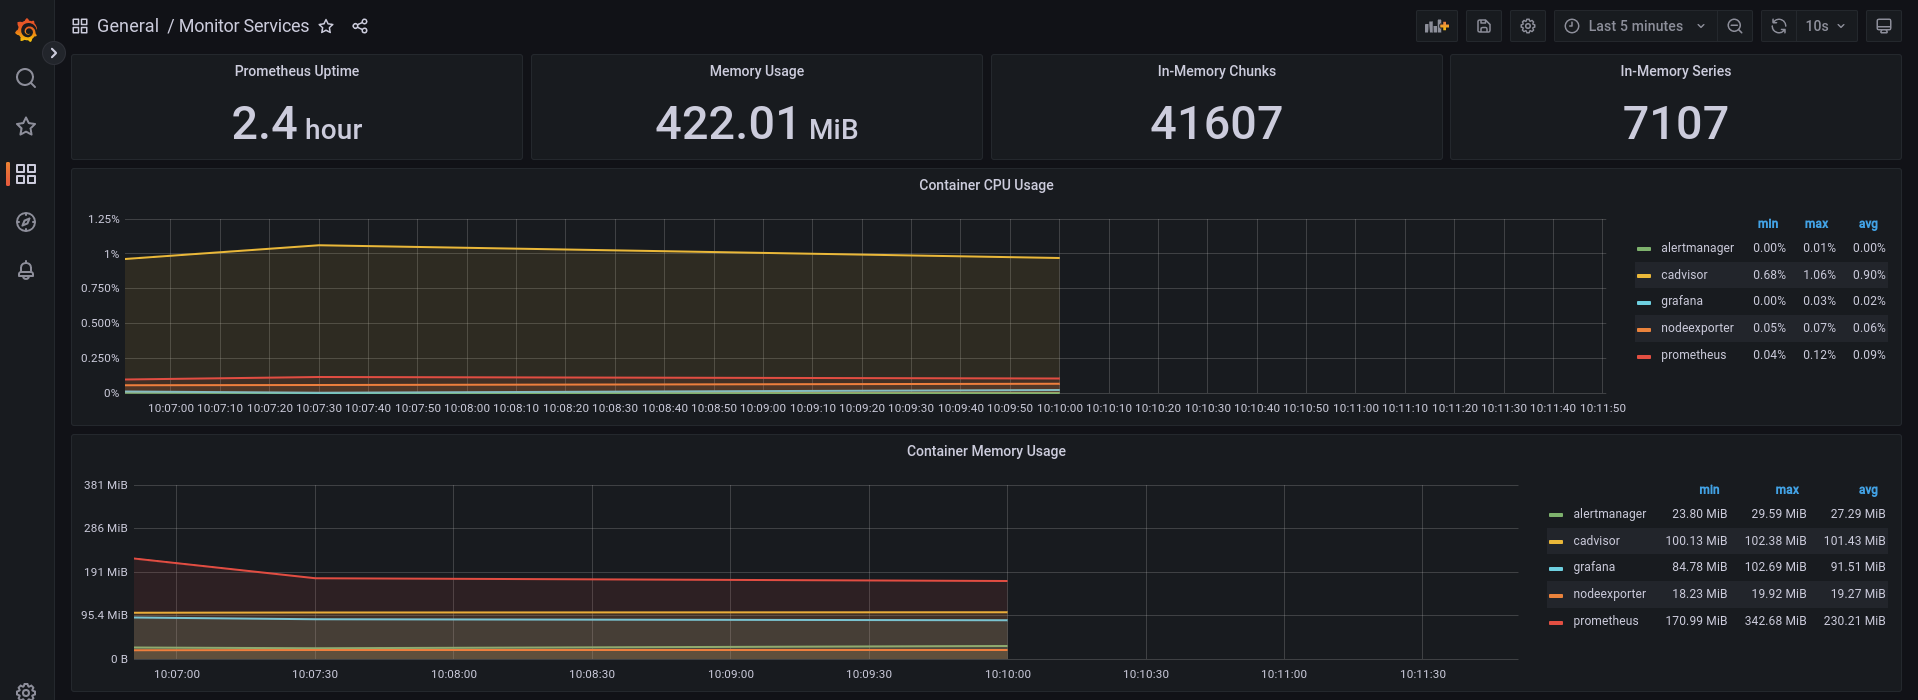 General / Monitor Services
Last 5 minutes
10s
Prometheus Uptime
2.4 hour
Memory Usage
422.01 MiB
In-Memory Chunks
41607
In-Memory Series
7107
Container CPU Usage
1.25%
1%
0.750%
0.500%
0.250%
0%
10:07:00 10:07:10 10:07:20 10:07:30 10:07:40 10:07:50 10:08:00 10:08:10 10:08:20 10:08:30 10:08:40 10:08:50 10:09:00 10:09:10 10:09:20 10:09:30 10:09:40 10:09:50 10:10:00 10:10:10 10:10:20 10:10:30 10:10:40 10:10:50 10:11:00 10:11:10 10:11:20 10:11:30 10:11:40 10:11:50
min max avg
alertmanager 0.00% 0.01% 0.00%
cadvisor 0.68% 1.06% 0.90%
grafana 0.00% 0.03% 0.02%
nodeexporter 0.05% 0.07% 0.06%
prometheus 0.04% 0.12% 0.09%
Container Memory Usage
381 MiB
286 MiB
191 MiB
95.4 MiB
0 B
10:07:00 10:07:30 10:08:00 10:08:30 10:09:00 10:09:30 10:10:00 10:10:30 10:11:00 10:11:30
min max avg
alertmanager 23.80 MiB 29.59 MiB 27.29 MiB
cadvisor 100.13 MiB 102.38 MiB 101.43 MiB
grafana 84.78 MiB 102.69 MiB 91.51 MiB
nodeexporter 18.23 MiB 19.92 MiB 19.27 MiB
prometheus 170.99 MiB 342.68 MiB 230.21 MiB